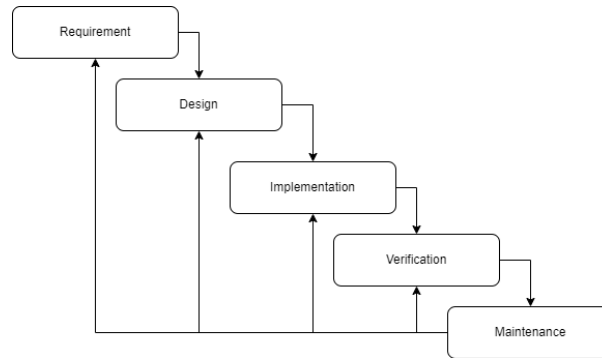 Requirement
Design
Implementation
Verification
Maintenance